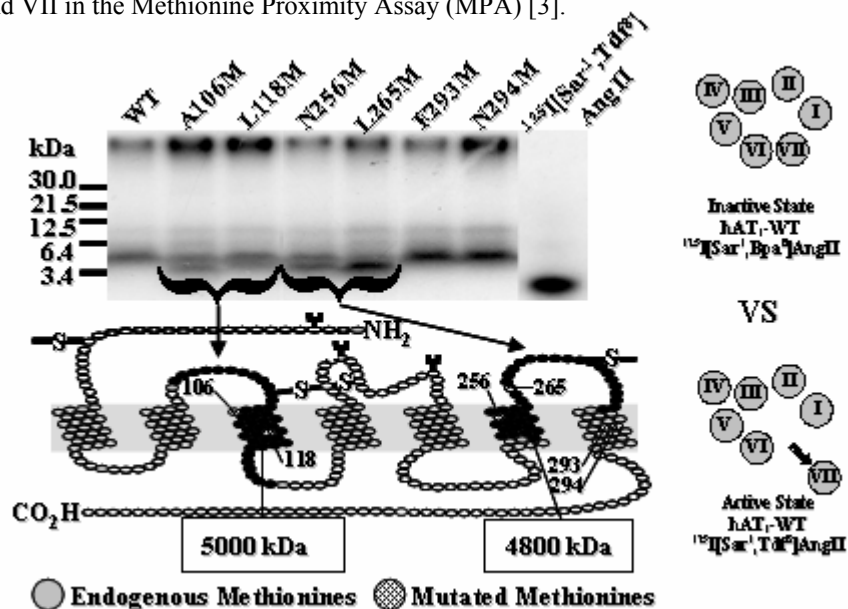 d VII in the Methionine Proximity Assay (MPA) [3].
WT
A106M
L118M
N256M
L265M
F293M
N294M
¹²⁵I[Sar¹,Tdf⁸]
Ang II
kDa
30.0
21.5
12.5
6.4
3.4
IV
III
II
I
V
VI
VII
Inactive State
hAT₁-WT
¹²⁵I[Sar¹,Bpa⁸]AngII
VS
IV
III
II
I
V
VI
VII
Active State
hAT₁-WT
¹²⁵I[Sar¹,Tdf⁸]AngII
S
NH₂
S
S
S
106
118
256
265
293
294
CO₂H
5000 kDa
4800 kDa
Endogenous Methionines
Mutated Methionines